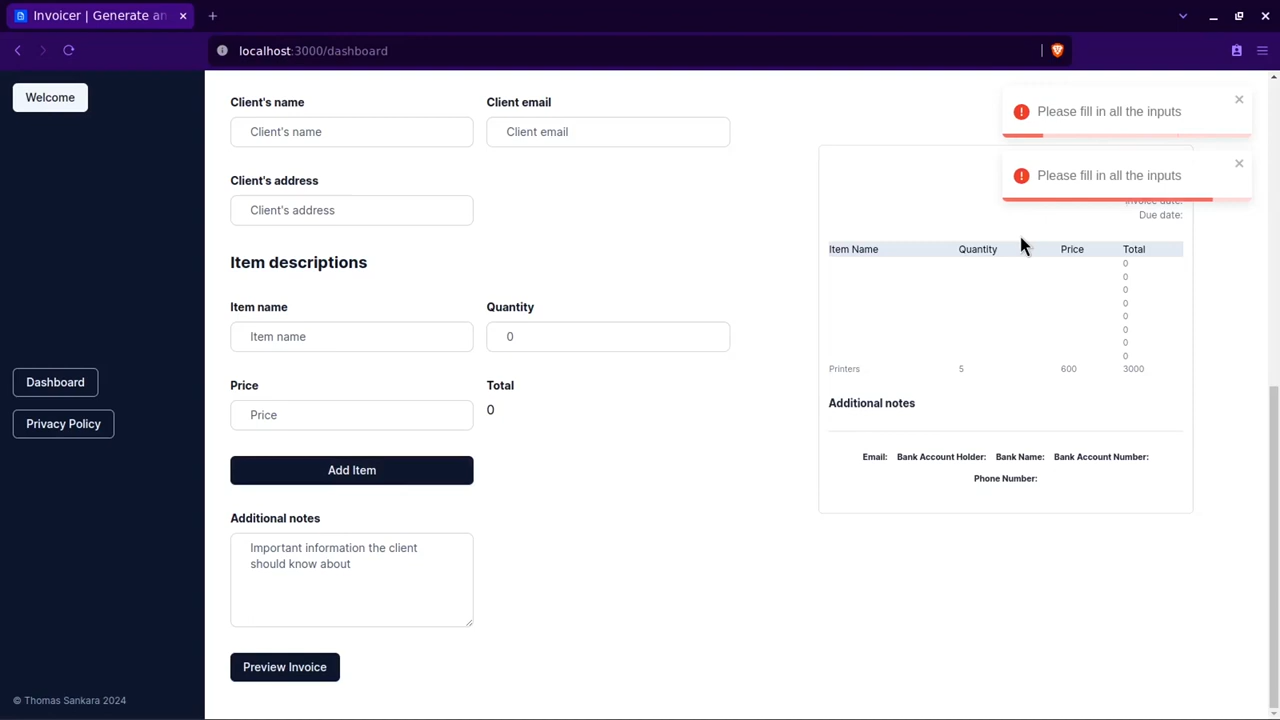 Invoicer | Generate an
localhost:3000/dashboard
Welcome
Dashboard
Privacy Policy
© Thomas Sankara 2024
Client's name
Client email
Client's name
Client email
Client's address
Client's address
Item descriptions
Item name
Quantity
Item name
0
Price
Total
Price
0
Add Item
Additional notes
Important information the client
should know about
Preview Invoice
Please fill in all the inputs
Please fill in all the inputs
Invoice date:
Due date:
Item Name Quantity Price Total
0
0
0
0
0
0
0
0
Printers 5 600 3000
Additional notes
Email: Bank Account Holder: Bank Name: Bank Account Number:
Phone Number: